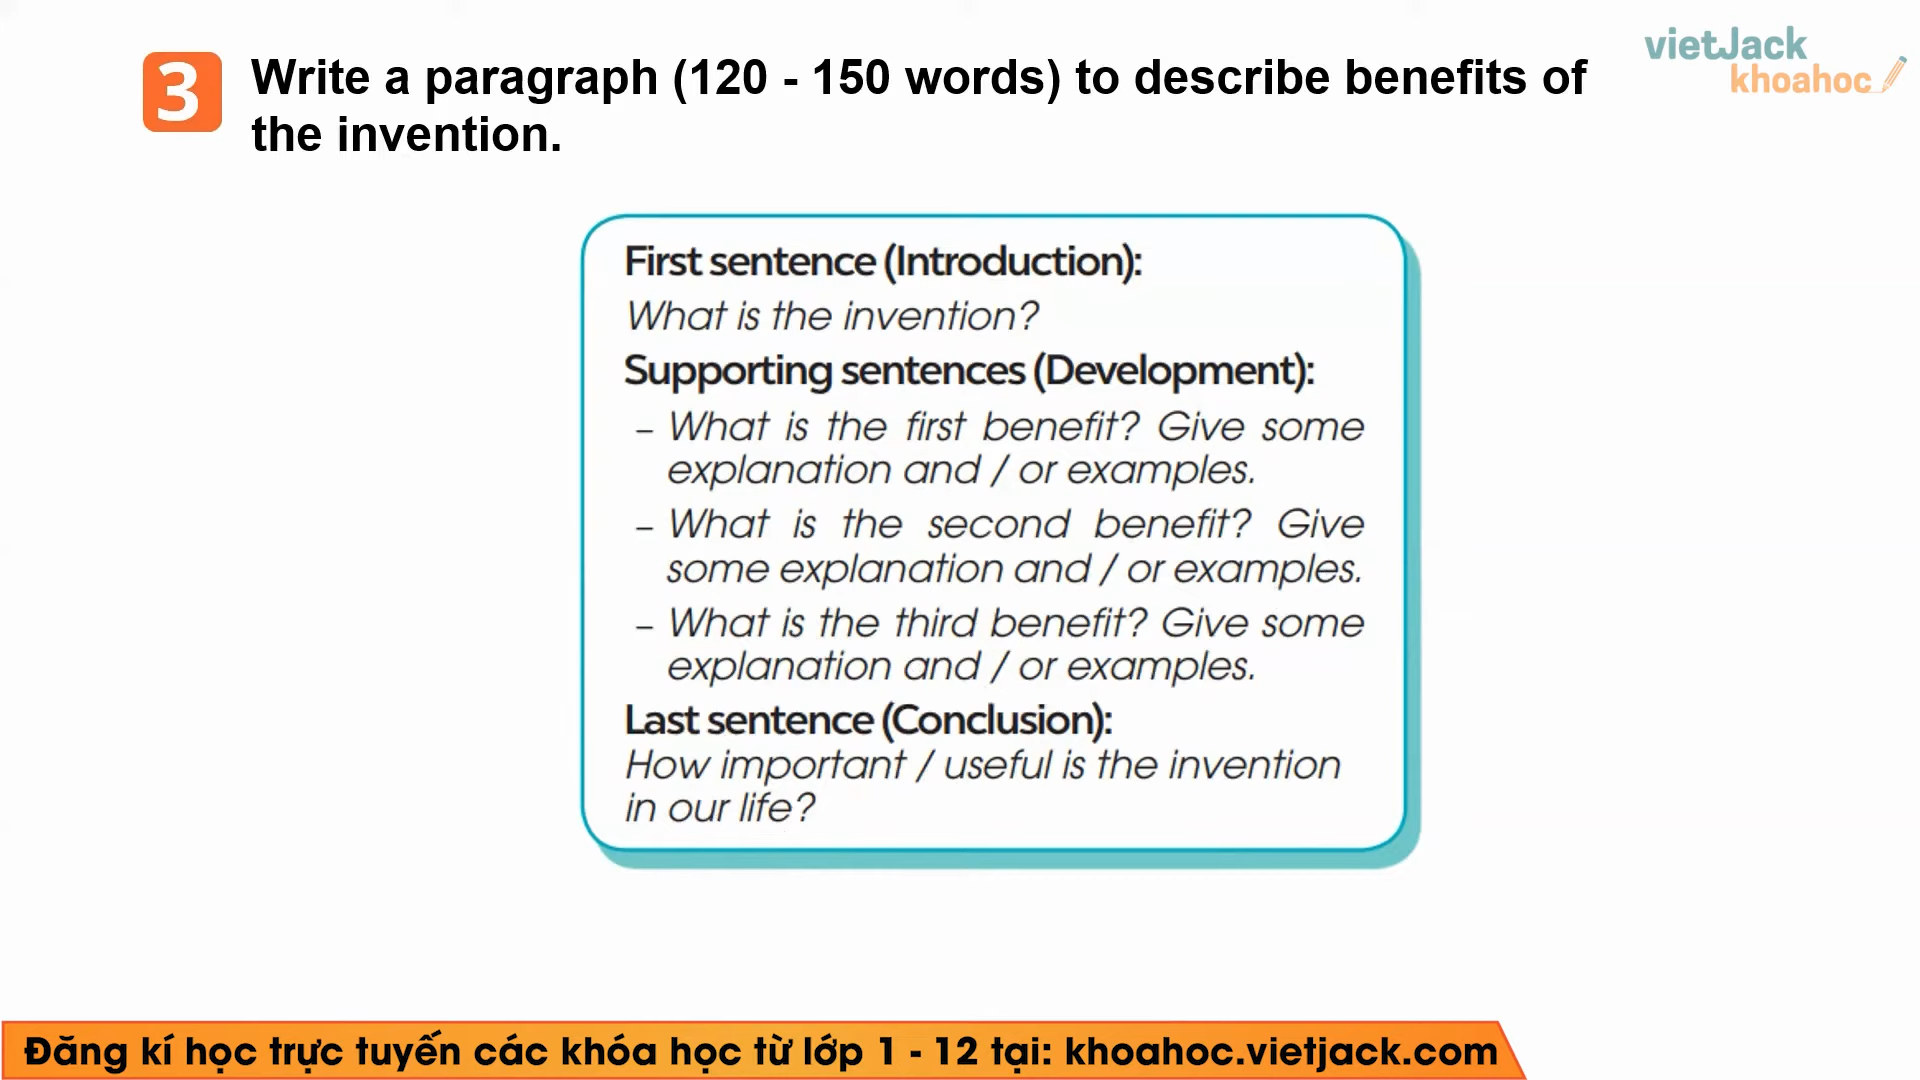 vietJack
khoahoc
3
Write a paragraph (120 - 150 words) to describe benefits of
the invention.
First sentence (Introduction):
What is the invention?
Supporting sentences (Development):
– What is the first benefit? Give some
explanation and / or examples.
– What is the second benefit? Give
some explanation and / or examples.
– What is the third benefit? Give some
explanation and / or examples.
Last sentence (Conclusion):
How important / useful is the invention
in our life?
Đăng kí học trực tuyến các khóa học từ lớp 1 - 12 tại: khoahoc.vietjack.com